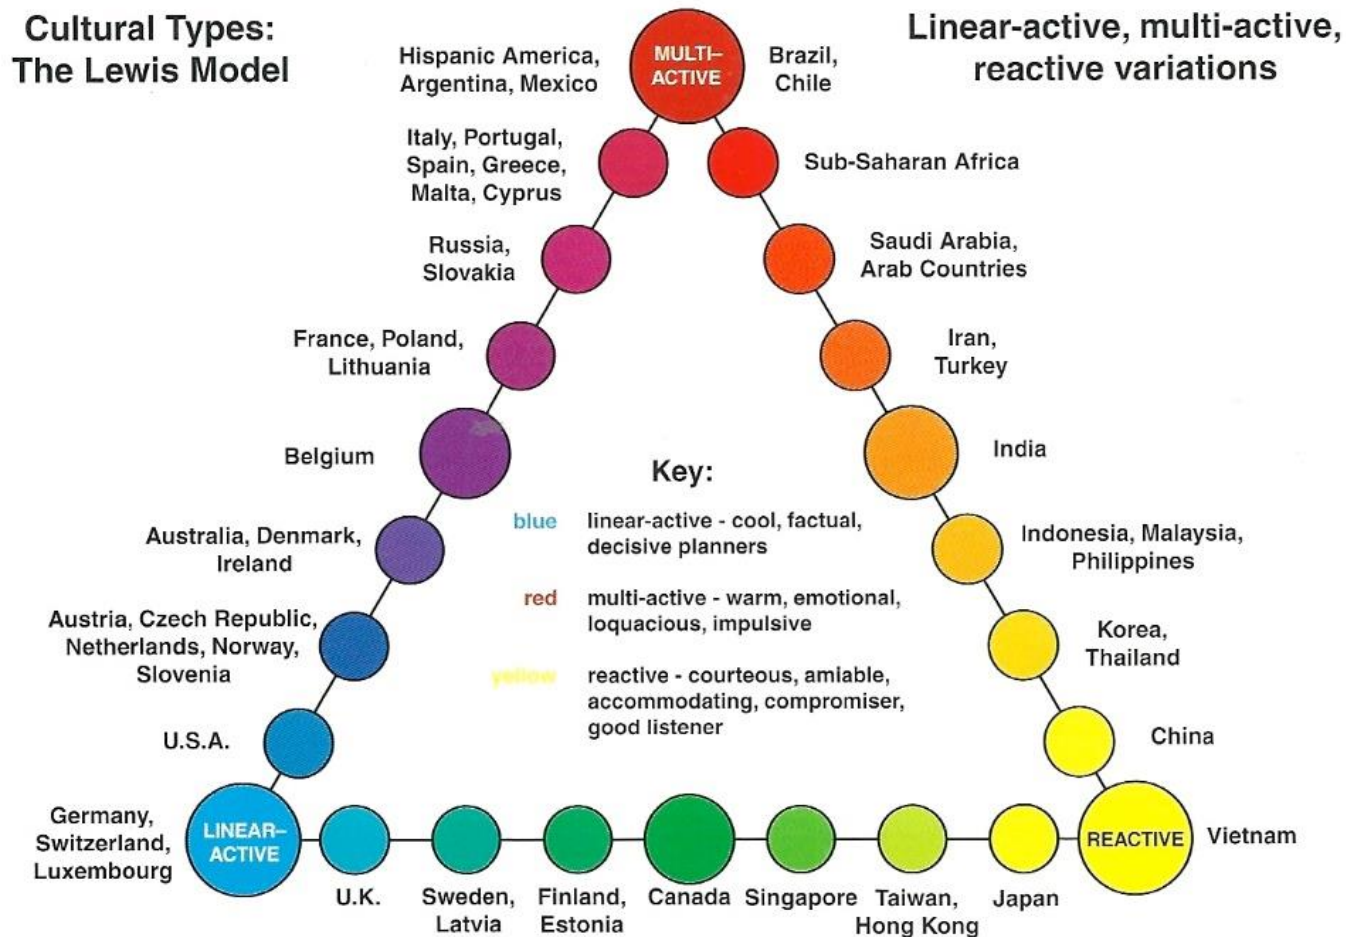 Cultural Types:
The Lewis Model
Linear-active, multi-active,
reactive variations
Hispanic America,
Argentina, Mexico
MULTI–
ACTIVE
Brazil,
Chile
Italy, Portugal,
Spain, Greece,
Malta, Cyprus
Sub-Saharan Africa
Russia,
Slovakia
Saudi Arabia,
Arab Countries
France, Poland,
Lithuania
Iran,
Turkey
Belgium
India
Key:
blue linear-active - cool, factual,
decisive planners
red multi-active - warm, emotional,
loquacious, impulsive
yellow reactive - courteous, amiable,
accommodating, compromiser,
good listener
Australia, Denmark,
Ireland
Indonesia, Malaysia,
Philippines
Austria, Czech Republic,
Netherlands, Norway,
Slovenia
Korea,
Thailand
U.S.A.
China
Germany,
Switzerland,
Luxembourg
LINEAR–
ACTIVE
REACTIVE
Vietnam
U.K.
Sweden,
Latvia
Finland,
Estonia
Canada
Singapore
Taiwan,
Hong Kong
Japan